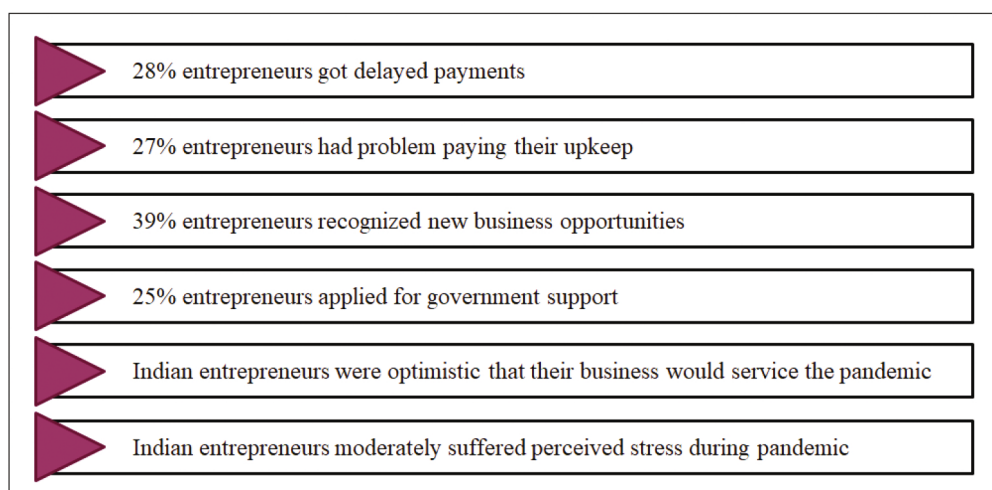 28% entrepreneurs got delayed payments
27% entrepreneurs had problem paying their upkeep
39% entrepreneurs recognized new business opportunities
25% entrepreneurs applied for government support
Indian entrepreneurs were optimistic that their business would service the pandemic
Indian entrepreneurs moderately suffered perceived stress during pandemic